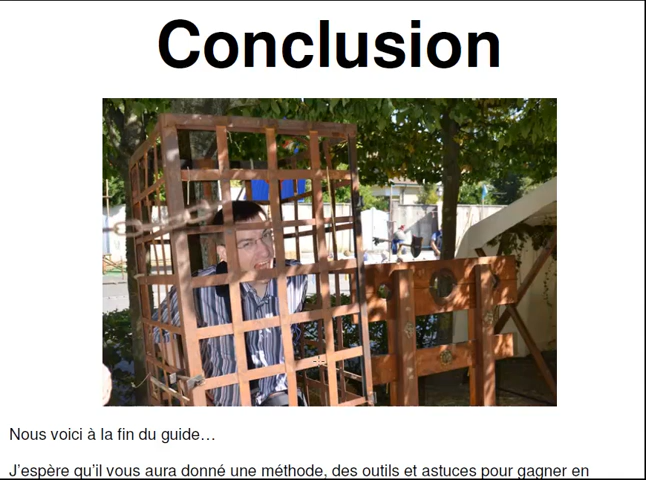 Conclusion
Nous voici à la fin du guide…
J’espère qu’il vous aura donné une méthode, des outils et astuces pour gagner en